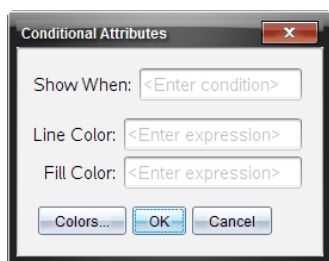 Conditional Attributes
Show When: <Enter condition>
Line Color: <Enter expression>
Fill Color: <Enter expression>
Colors... OK Cancel